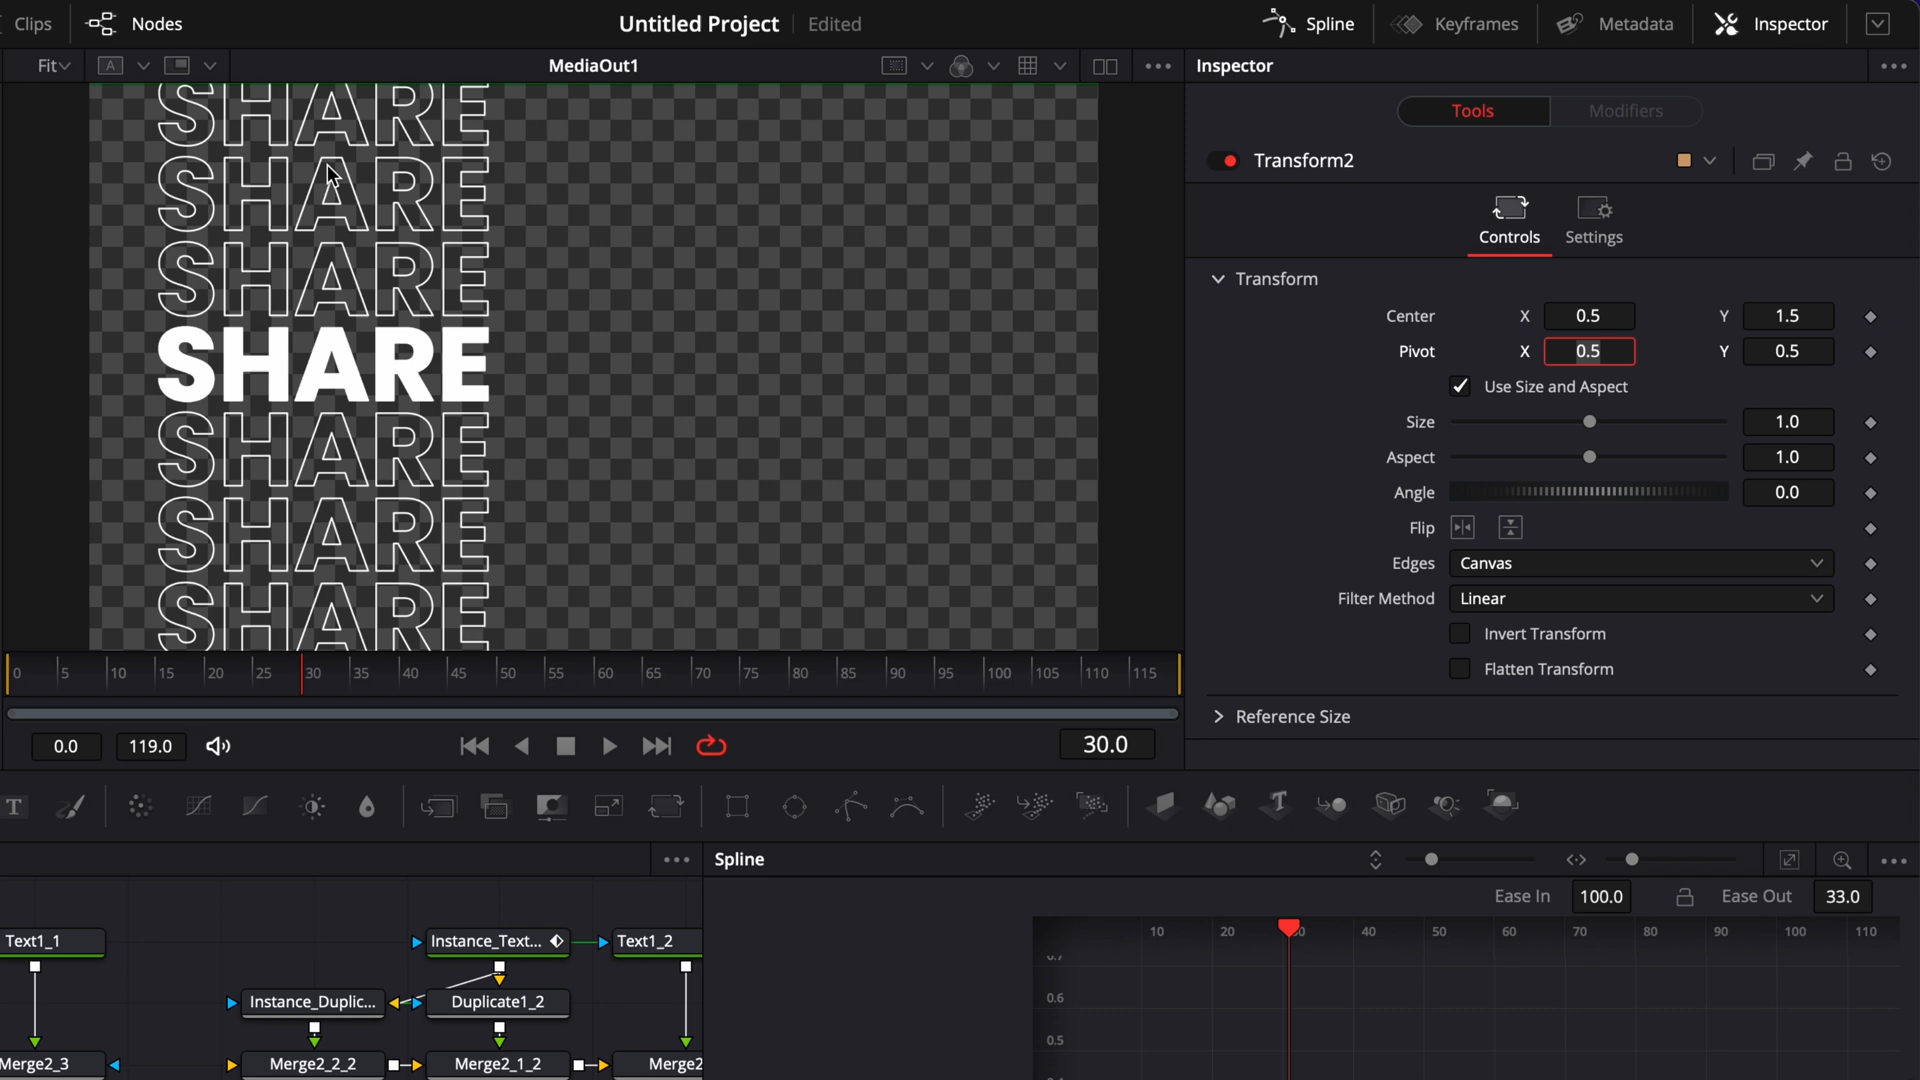 Clips
Nodes
Untitled Project
Edited
Spline
Keyframes
Metadata
Inspector
Fit
A
MediaOut1
Inspector
Tools
Modifiers
Transform2
Controls
Settings
Transform
Center X 0.5 Y 1.5
Pivot X 0.5 Y 0.5
Use Size and Aspect
Size 1.0
Aspect 1.0
Angle 0.0
Flip
Edges Canvas
Filter Method Linear
Invert Transform
Flatten Transform
Reference Size
SHARE
SHARE
SHARE
SHARE
SHARE
SHARE
SHARE
0 5 10 15 20 25 30 35 40 45 50 55 60 65 70 75 80 85 90 95 100 105 110 115
0.0 119.0 30.0
T
Spline
Ease In 100.0 Ease Out 33.0
10 20 40 50 60 70 80 90 100 110
0.7
0.6
0.5
Text1_1
Instance_Text...
Text1_2
Instance_Duplic...
Duplicate1_2
Merge2_3
Merge2_2_2
Merge2_1_2
Merge2